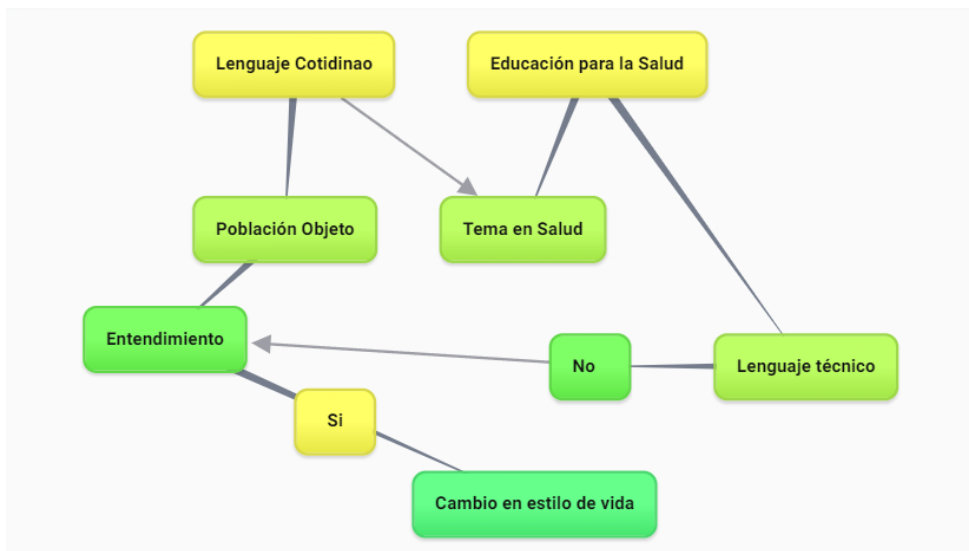 Lenguaje Cotidinao
Educación para la Salud
Población Objeto
Tema en Salud
Entendimiento
No
Lenguaje técnico
Si
Cambio en estilo de vida